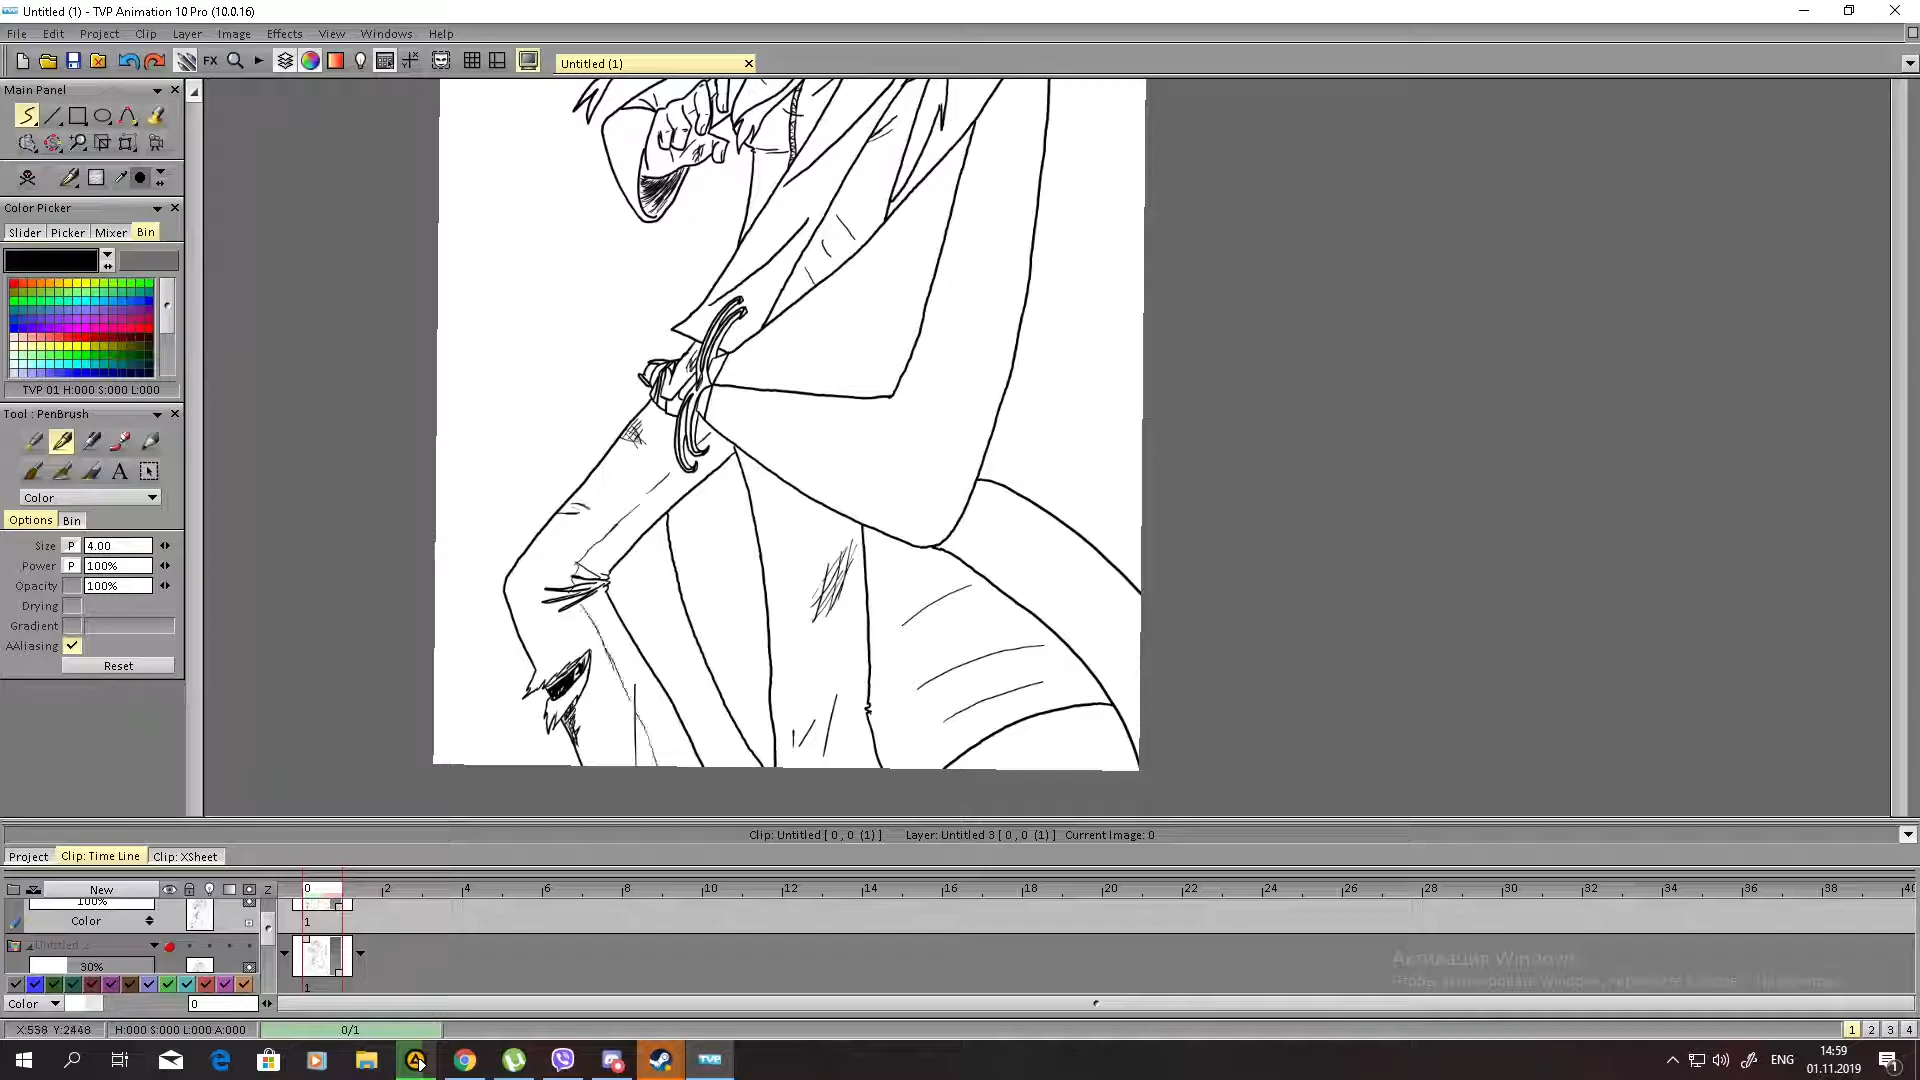 Untitled (1) - TVP Animation 10 Pro (10.0.16)
File Edit Project Clip Layer Image Effects View Windows Help
FX Untitled (1)
Main Panel
Color Picker
Slider Picker Mixer Bin
TVP 01 H:000 S:000 L:000
Tool : PenBrush
A
Color
Options Bin
Size P 4.00
Power P 100%
Opacity 100%
Drying
Gradient
AAliasing
Reset
Clip: Untitled [ 0 , 0 (1) ] Layer: Untitled 3 [ 0 , 0 (1) ] Current Image: 0
Project Clip: Time Line Clip: XSheet
New Z 0 2 4 6 8 10 12 14 16 18 20 22 24 26 28 30 32 34 36 38 40
100%
Color 1
Untitled 2
30%
1
Color 0
Активация Windows
X:538 Y:2448 H:000 S:000 L:000 A:000 0/1 1 2 3 4
TVP ENG 14:59
01.11.2019 1